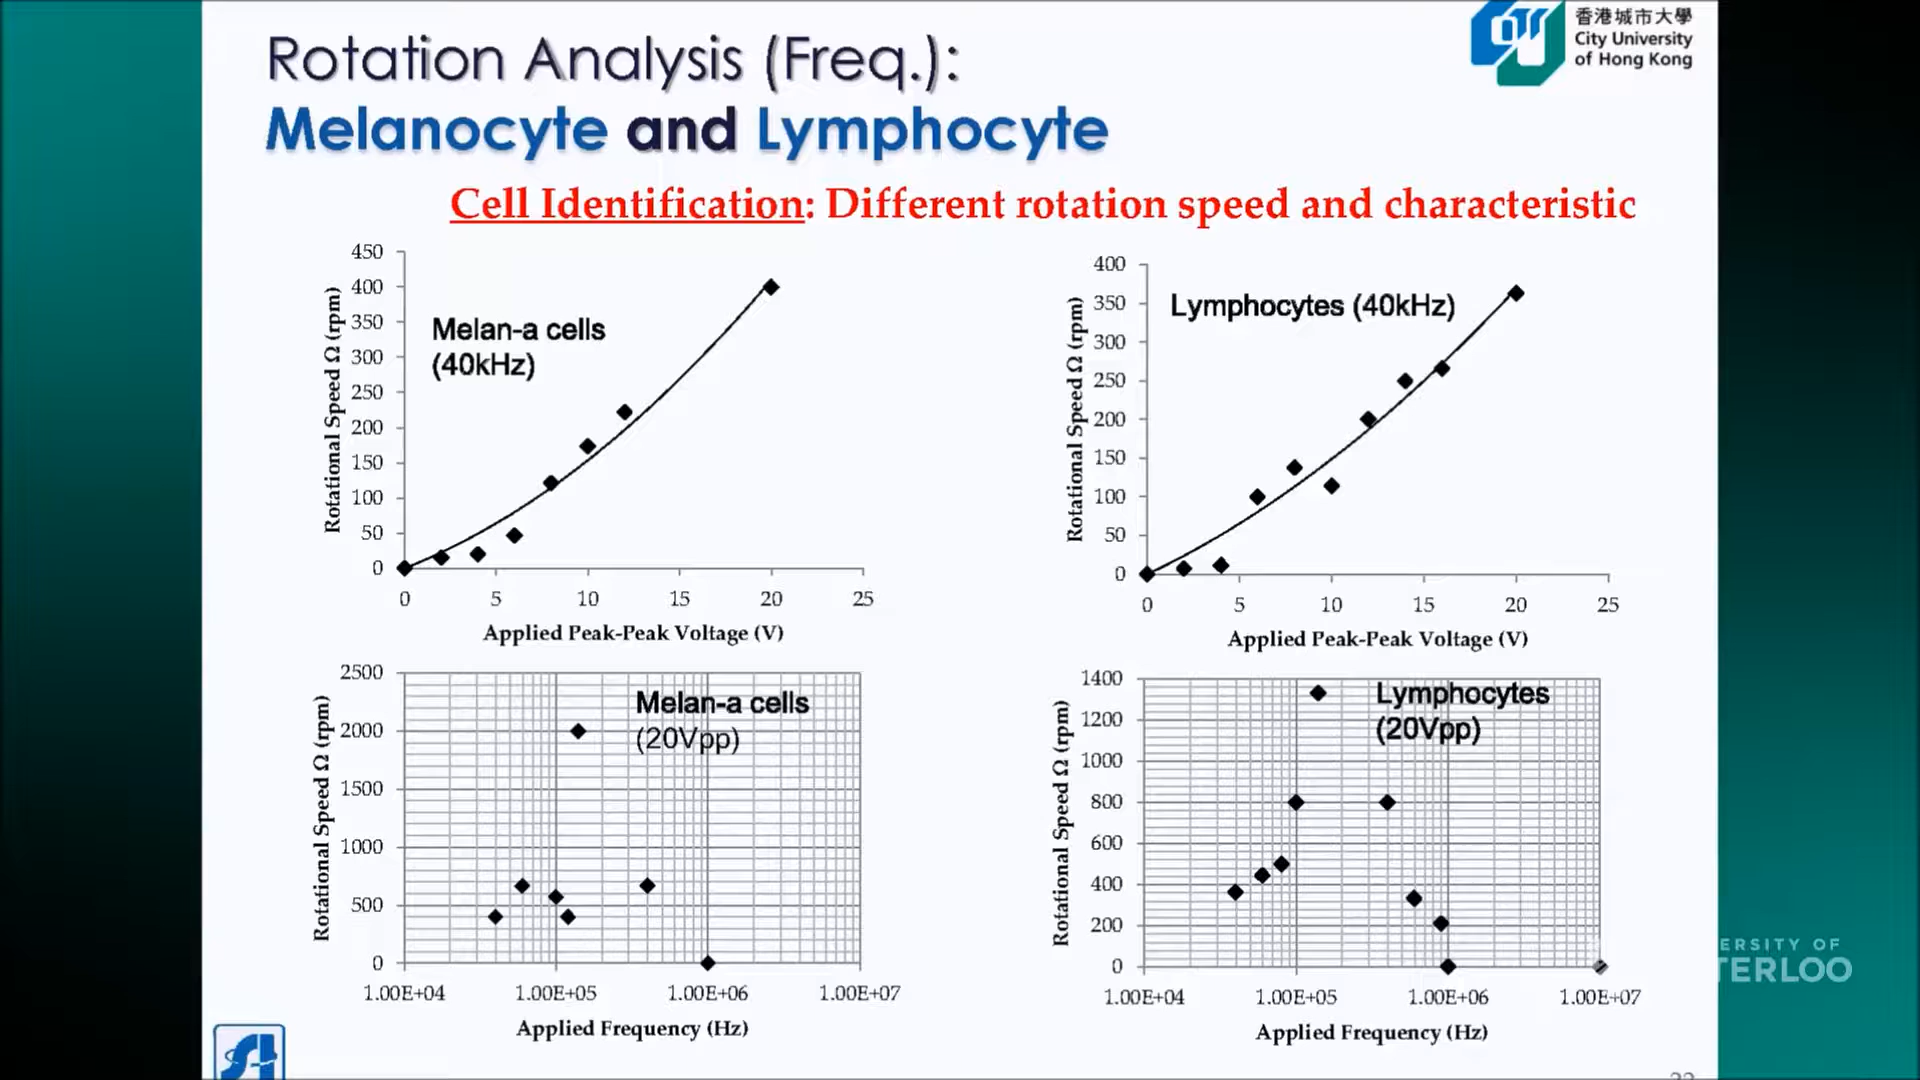 Rotation Analysis (Freq.):
Melanocyte and Lymphocyte
香港城市大學
City University
of Hong Kong
Cell Identification: Different rotation speed and characteristic
450
400
350
300
250
200
150
100
50
0
Rotational Speed Ω (rpm)
Melan-a cells
(40kHz)
0 5 10 15 20 25
Applied Peak-Peak Voltage (V)
400
350
300
250
200
150
100
50
0
Rotational Speed Ω (rpm)
Lymphocytes (40kHz)
0 5 10 15 20 25
Applied Peak-Peak Voltage (V)
2500
2000
1500
1000
500
0
Rotational Speed Ω (rpm)
Melan-a cells
(20Vpp)
1.00E+04 1.00E+05 1.00E+06 1.00E+07
Applied Frequency (Hz)
1400
1200
1000
800
600
400
200
0
Rotational Speed Ω (rpm)
Lymphocytes
(20Vpp)
1.00E+04 1.00E+05 1.00E+06 1.00E+07
Applied Frequency (Hz)
ERSITY OF
TERLOO